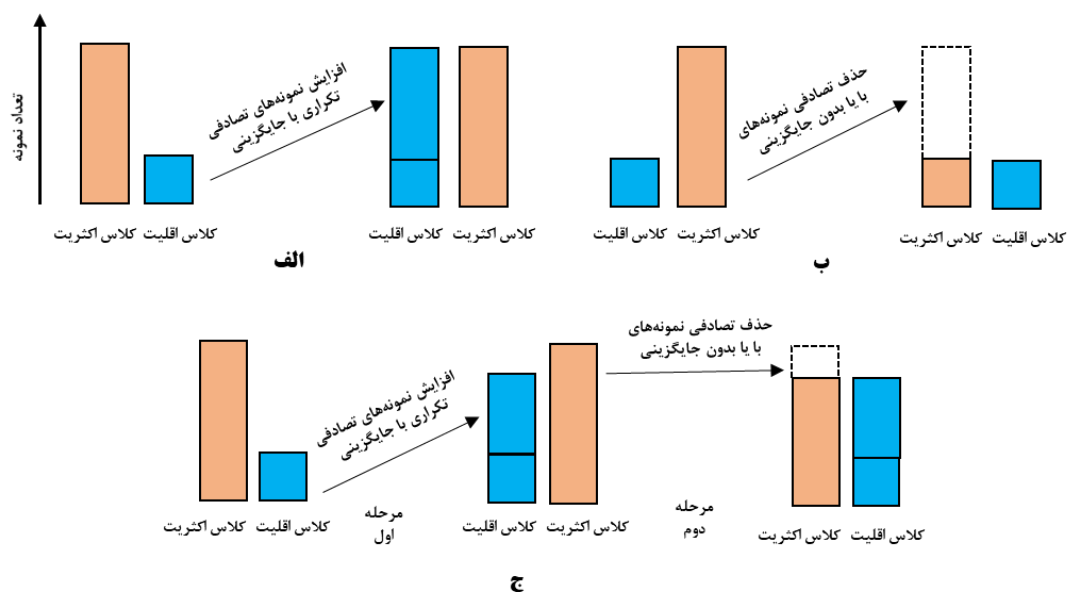 تعداد نمونه
افزایش نمونه‌های تصادفی
تکراری با جایگزینی
کلاس اکثریت
کلاس اقلیت
کلاس اقلیت
کلاس اکثریت
الف
حذف تصادفی نمونه‌های
با یا بدون جایگزینی
کلاس اقلیت
کلاس اکثریت
کلاس اکثریت
کلاس اقلیت
ب
افزایش نمونه‌های تصادفی
تکراری با جایگزینی
حذف تصادفی نمونه‌های
با یا بدون جایگزینی
کلاس اکثریت
کلاس اقلیت
مرحله
اول
کلاس اقلیت
کلاس اکثریت
مرحله
دوم
کلاس اکثریت
کلاس اقلیت
ج